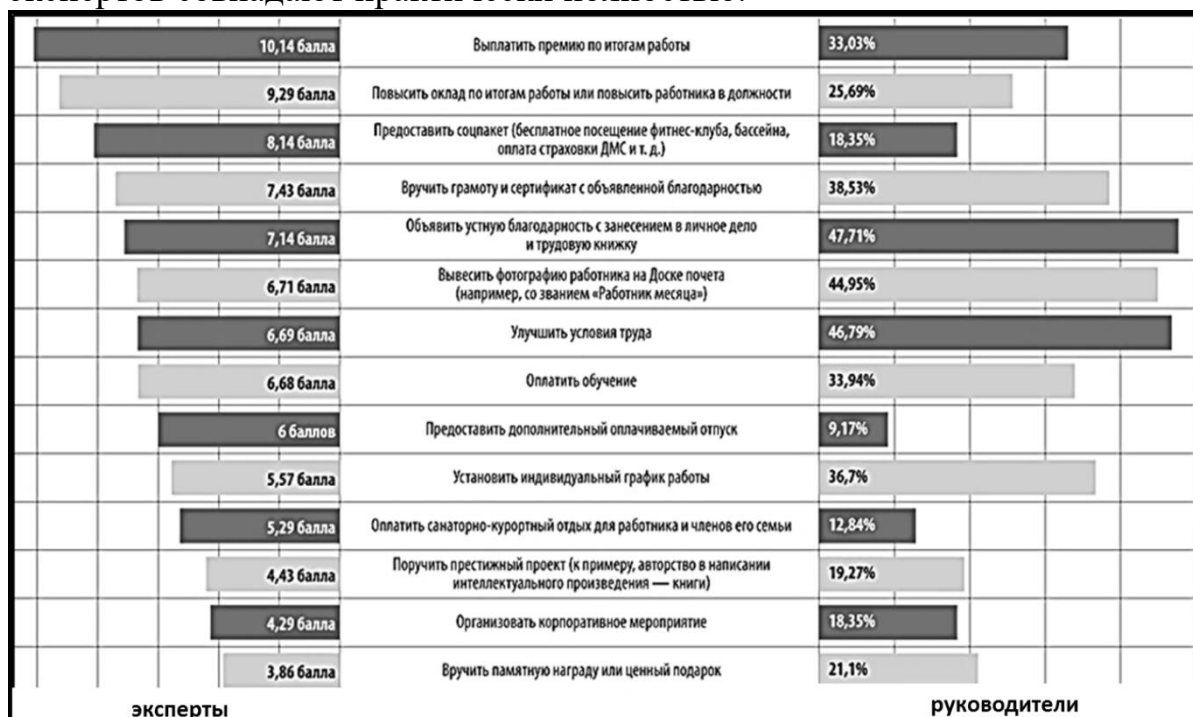 экспертов совпадают практически полностью.
10,14 балла Выплатить премию по итогам работы 33,03%
9,29 балла Повысить оклад по итогам работы или повысить работника в должности 25,69%
8,14 балла Предоставить соцпакет (бесплатное посещение фитнес-клуба, бассейна, 18,35%
оплата страховки ДМС и т. д.)
7,43 балла Вручить грамоту и сертификат с объявленной благодарностью 38,53%
7,14 балла Объявить устную благодарность с занесением в личное дело 47,71%
и трудовую книжку
6,71 балла Вывесить фотографию работника на Доске почета 44,95%
(например, со званием «Работник месяца»)
6,69 балла Улучшить условия труда 46,79%
6,68 балла Оплатить обучение 33,94%
6 баллов Предоставить дополнительный оплачиваемый отпуск 9,17%
5,57 балла Установить индивидуальный график работы 36,7%
5,29 балла Оплатить санаторно-курортный отдых для работника и членов его семьи 12,84%
4,43 балла Поручить престижный проект (к примеру, авторство в написании 19,27%
интеллектуального произведения — книги)
4,29 балла Организовать корпоративное мероприятие 18,35%
3,86 балла Вручить памятную награду или ценный подарок 21,1%
эксперты руководители